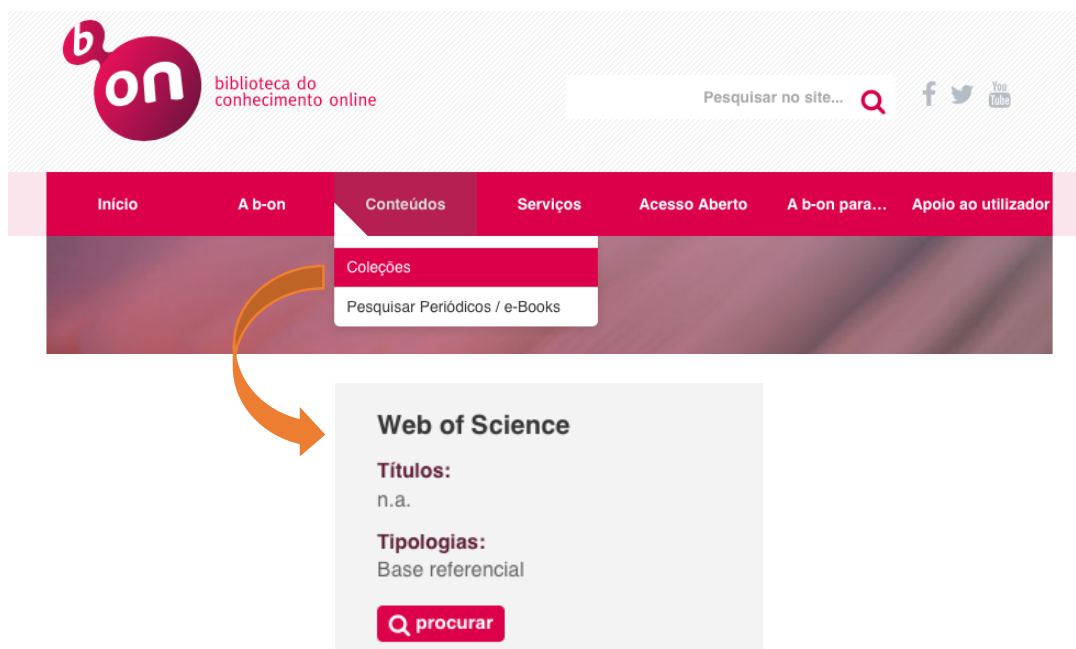 b
on
biblioteca do
conhecimento online
Pesquisar no site...
You
Tube
Início A b-on Conteúdos Serviços Acesso Aberto A b-on para... Apoio ao utilizador
Coleções
Pesquisar Periódicos / e-Books
Web of Science
Títulos:
n.a.
Tipologias:
Base referencial
procurar